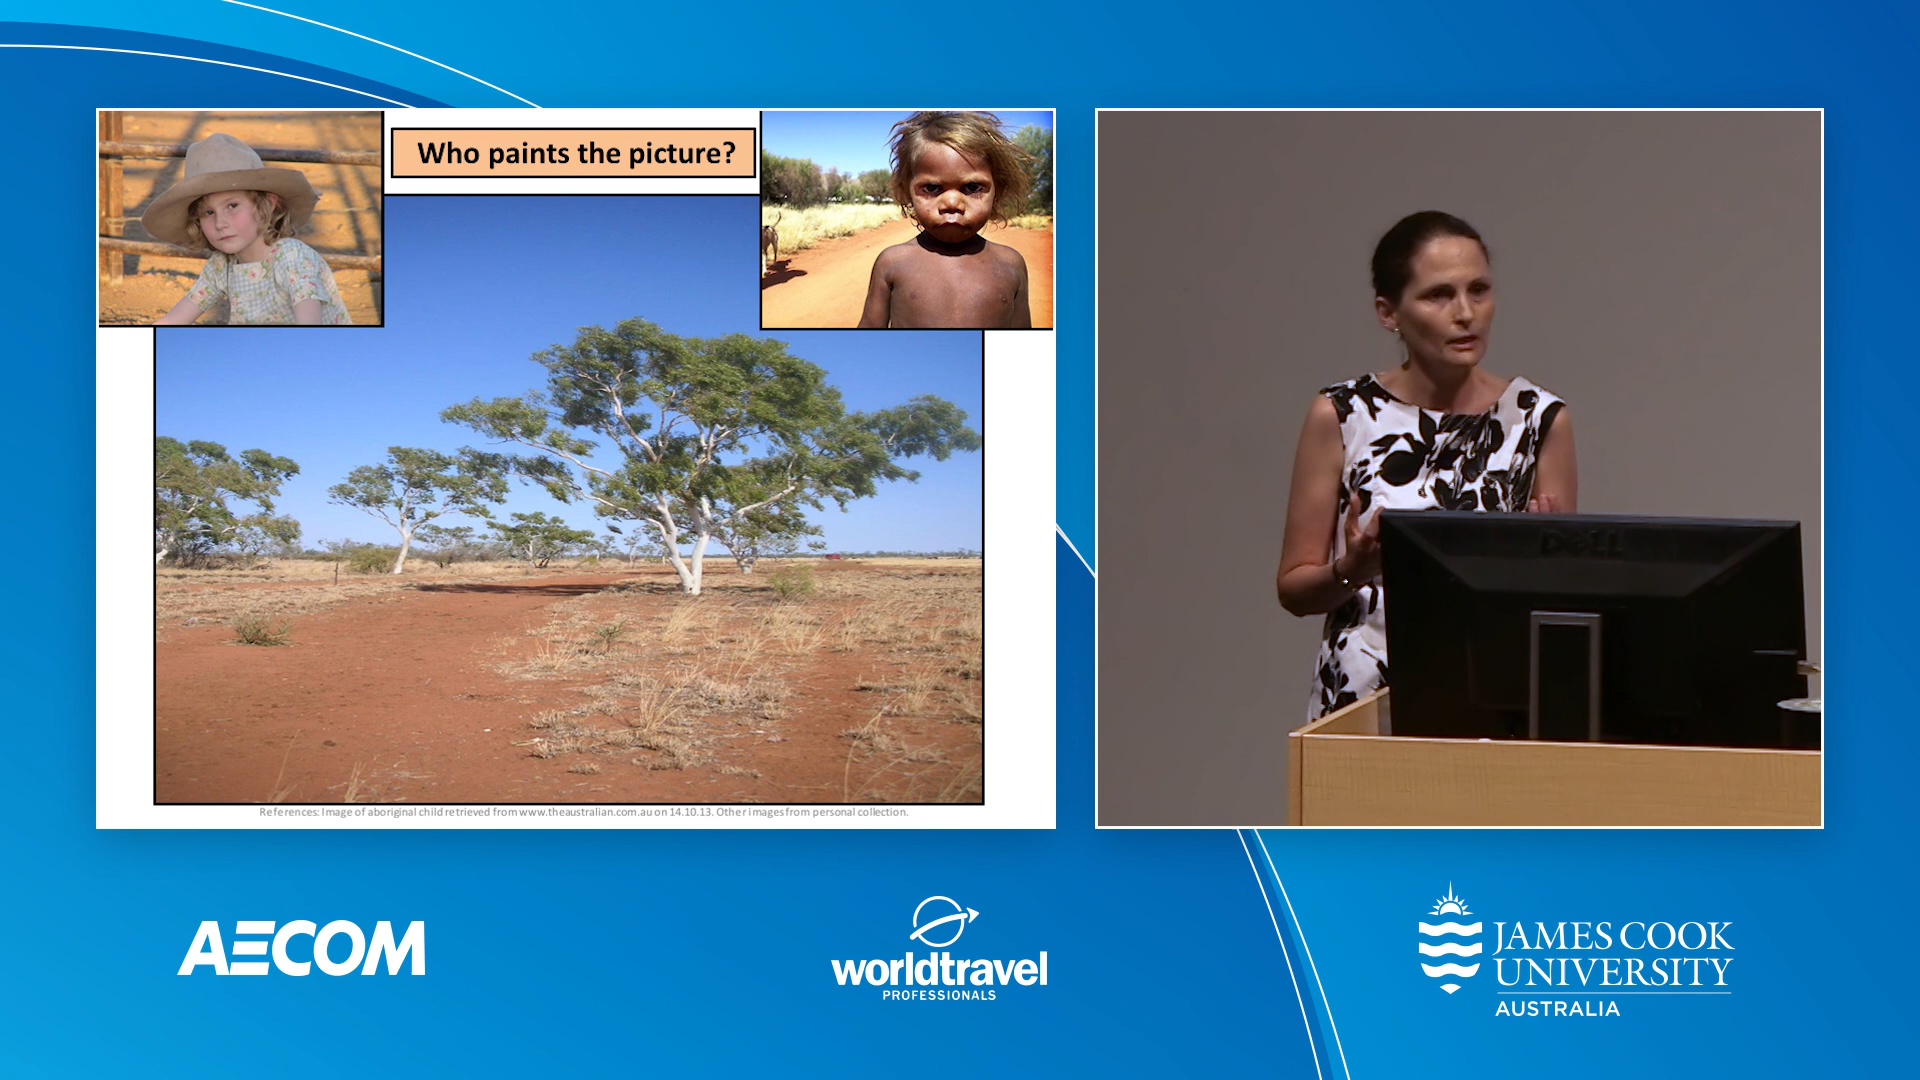 Who paints the picture?
References: Image of aboriginal child retrieved from www.theaustralian.com.au on 14.10.13. Other images from personal collection.
DELL
AECOM
worldtravel
PROFESSIONALS
JAMES COOK
UNIVERSITY
AUSTRALIA